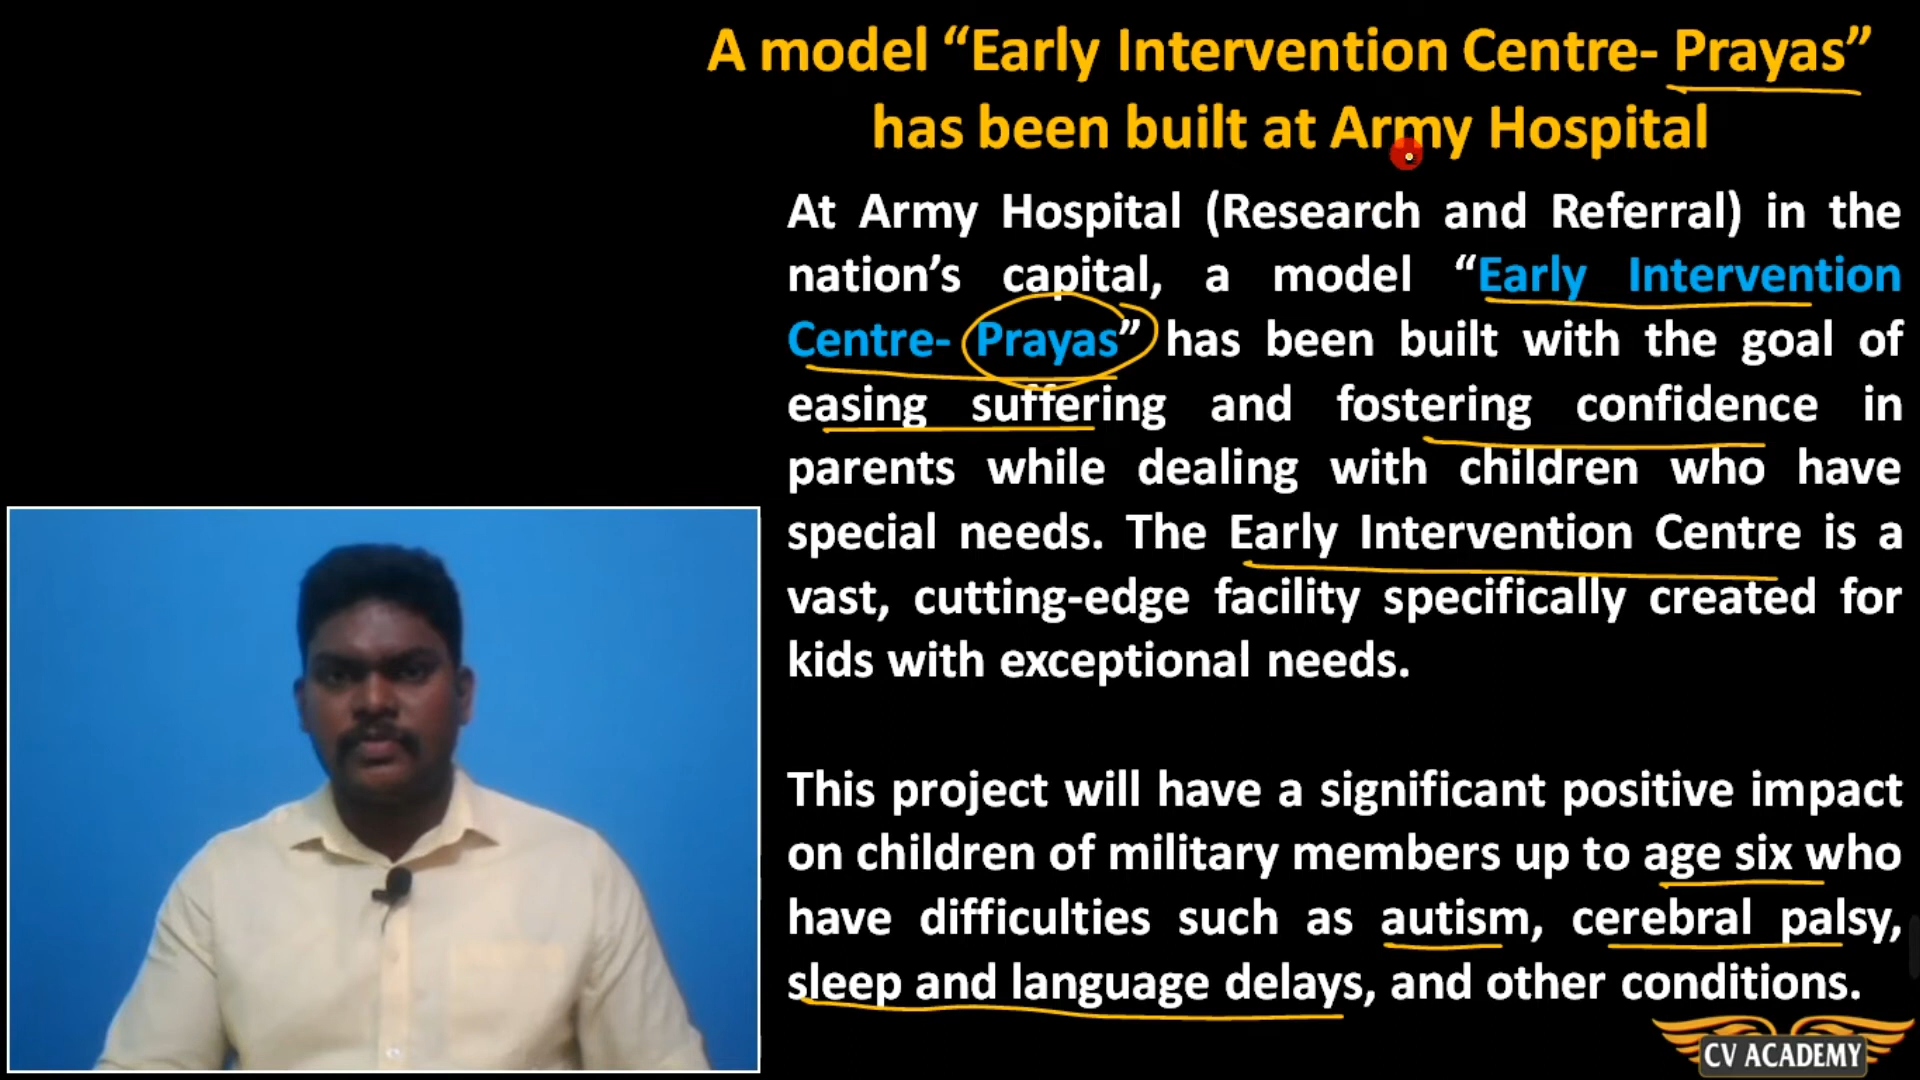 A model “Early Intervention Centre- Prayas”
has been built at Army Hospital
At Army Hospital (Research and Referral) in the
nation’s capital, a model “Early Intervention
Centre- Prayas” has been built with the goal of
easing suffering and fostering confidence in
parents while dealing with children who have
special needs. The Early Intervention Centre is a
vast, cutting-edge facility specifically created for
kids with exceptional needs.
This project will have a significant positive impact
on children of military members up to age six who
have difficulties such as autism, cerebral palsy,
sleep and language delays, and other conditions.
CV ACADEMY